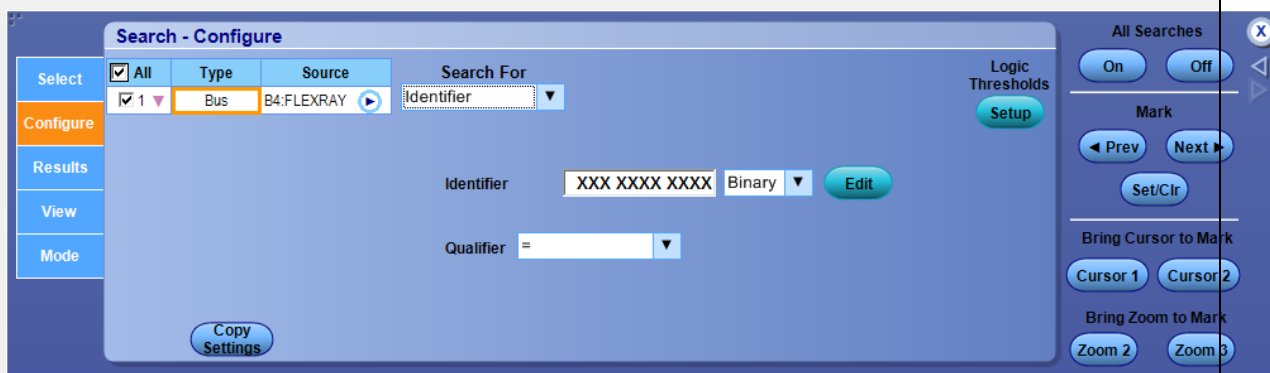 Search - Configure
Select
Configure
Results
View
Mode
All Type Source
1 Bus B4:FLEXRAY
Search For
Identifier
Logic
Thresholds
Setup
Identifier XXX XXXX XXXX Binary Edit
Qualifier =
Copy
Settings
All Searches
On Off
Mark
Prev Next
Set/Clr
Bring Cursor to Mark
Cursor 1 Cursor 2
Bring Zoom to Mark
Zoom 2 Zoom 3
X